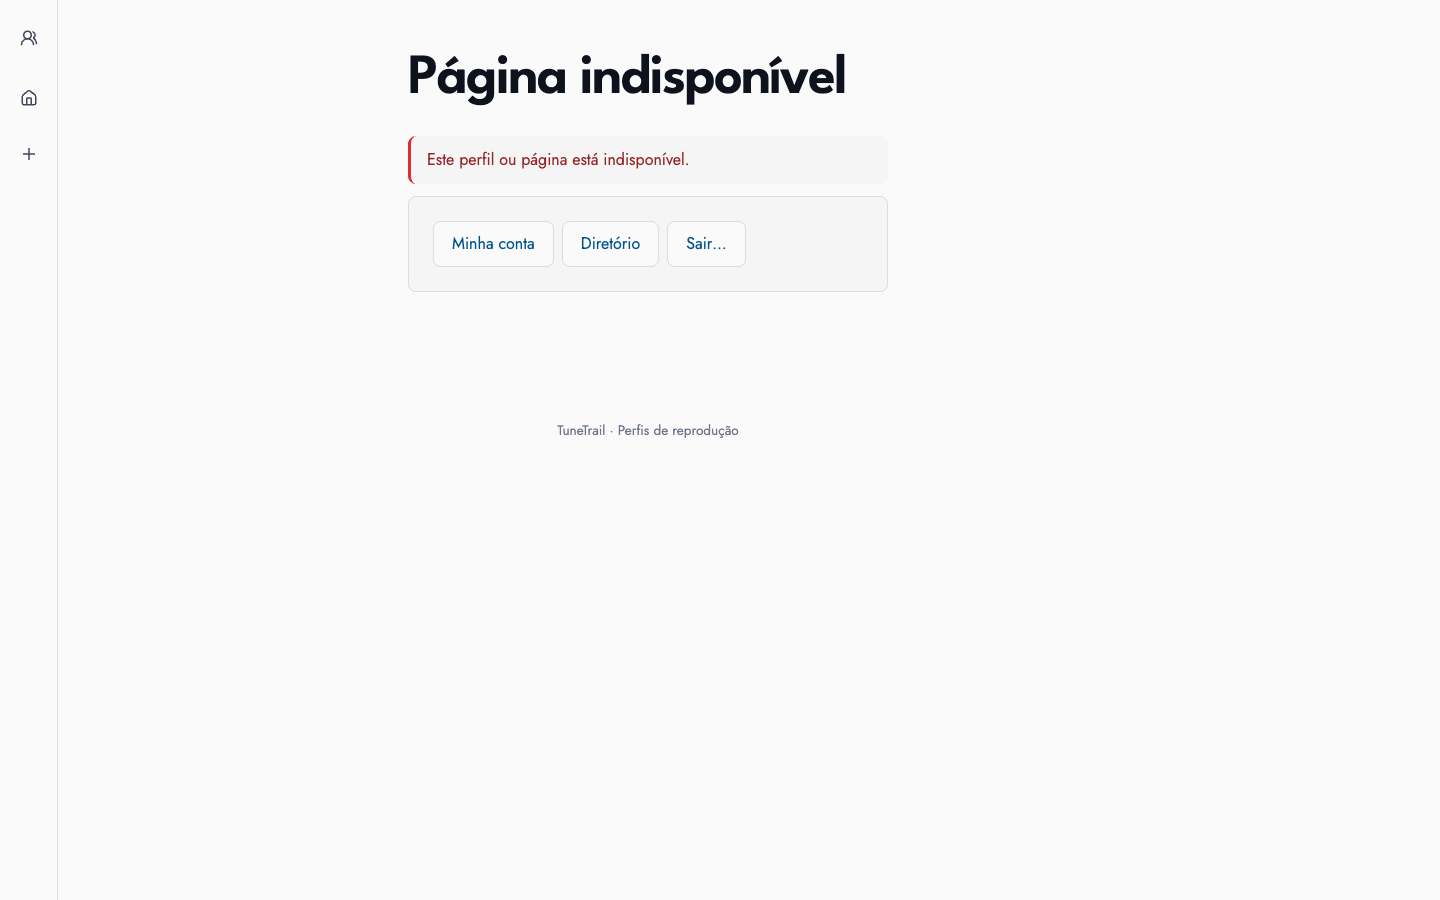 Página indisponível
Este perfil ou página está indisponível.
Minha conta
Diretório
Sair…
TuneTrail · Perfis de reprodução